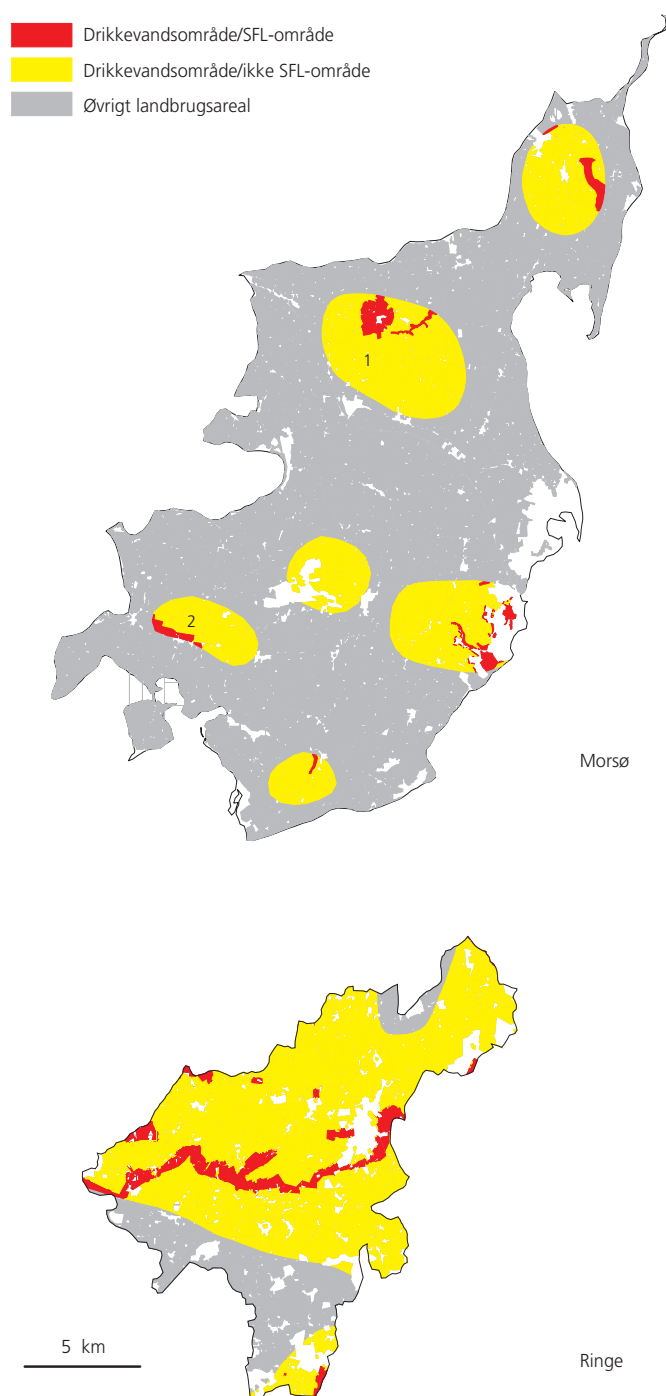 Drikkevandsområde/SFL-område
Drikkevandsområde/ikke SFL-område
Øvrigt landbrugsareal
1
2
Morsø
5 km
Ringe